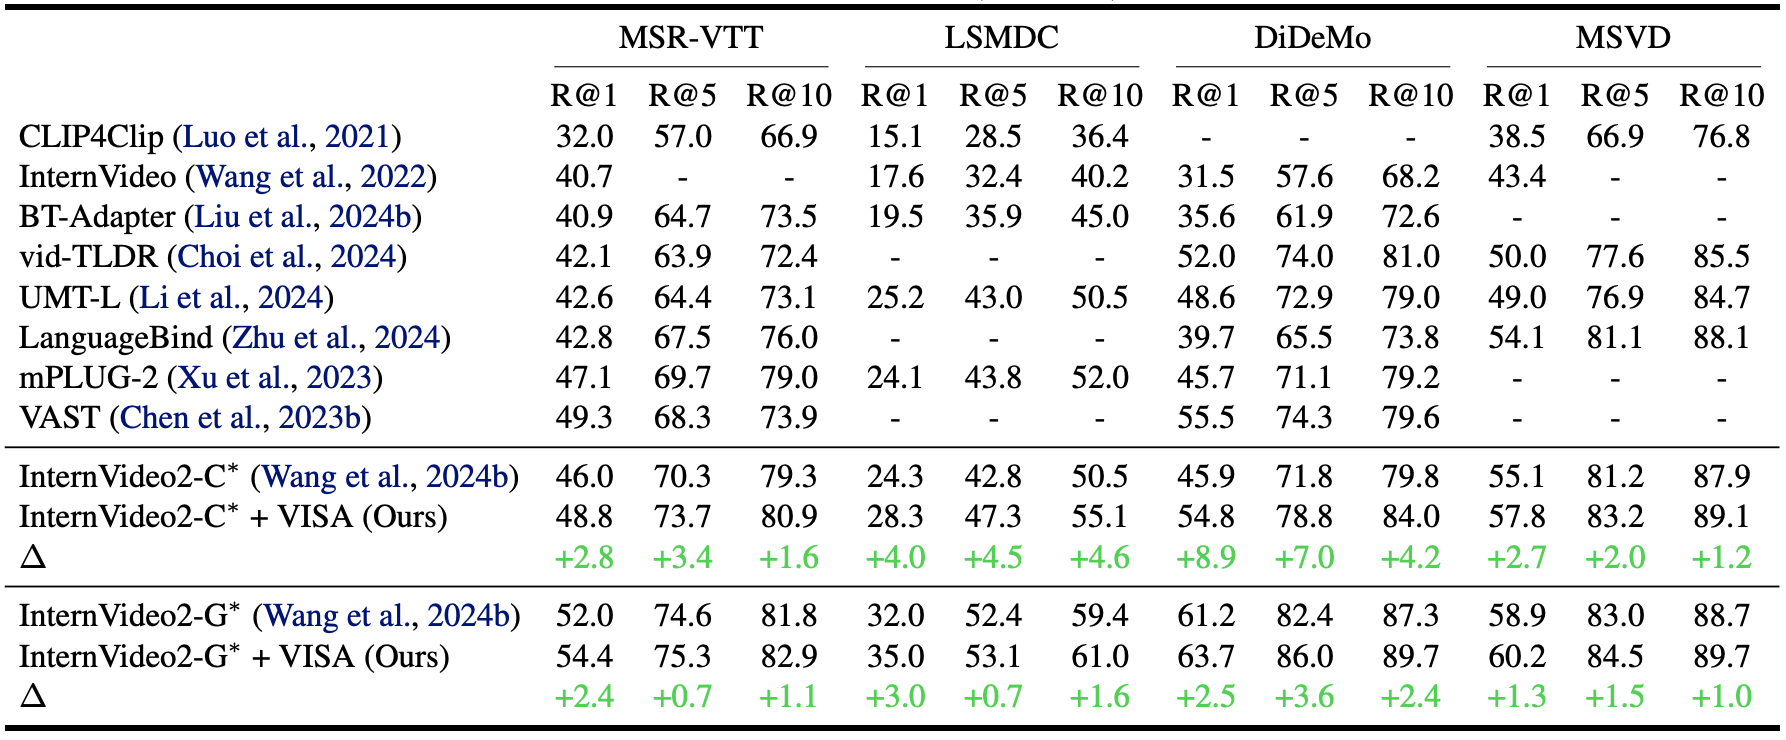 MSR-VTT LSMDC DiDeMo MSVD
R@1 R@5 R@10 R@1 R@5 R@10 R@1 R@5 R@10 R@1 R@5 R@10
CLIP4Clip (Luo et al., 2021) 32.0 57.0 66.9 15.1 28.5 36.4 - - - 38.5 66.9 76.8
InternVideo (Wang et al., 2022) 40.7 - - 17.6 32.4 40.2 31.5 57.6 68.2 43.4 - -
BT-Adapter (Liu et al., 2024b) 40.9 64.7 73.5 19.5 35.9 45.0 35.6 61.9 72.6 - - -
vid-TLDR (Choi et al., 2024) 42.1 63.9 72.4 - - - 52.0 74.0 81.0 50.0 77.6 85.5
UMT-L (Li et al., 2024) 42.6 64.4 73.1 25.2 43.0 50.5 48.6 72.9 79.0 49.0 76.9 84.7
LanguageBind (Zhu et al., 2024) 42.8 67.5 76.0 - - - 39.7 65.5 73.8 54.1 81.1 88.1
mPLUG-2 (Xu et al., 2023) 47.1 69.7 79.0 24.1 43.8 52.0 45.7 71.1 79.2 - - -
VAST (Chen et al., 2023b) 49.3 68.3 73.9 - - - 55.5 74.3 79.6 - - -
InternVideo2-C* (Wang et al., 2024b) 46.0 70.3 79.3 24.3 42.8 50.5 45.9 71.8 79.8 55.1 81.2 87.9
InternVideo2-C* + VISA (Ours) 48.8 73.7 80.9 28.3 47.3 55.1 54.8 78.8 84.0 57.8 83.2 89.1
Δ +2.8 +3.4 +1.6 +4.0 +4.5 +4.6 +8.9 +7.0 +4.2 +2.7 +2.0 +1.2
InternVideo2-G* (Wang et al., 2024b) 52.0 74.6 81.8 32.0 52.4 59.4 61.2 82.4 87.3 58.9 83.0 88.7
InternVideo2-G* + VISA (Ours) 54.4 75.3 82.9 35.0 53.1 61.0 63.7 86.0 89.7 60.2 84.5 89.7
Δ +2.4 +0.7 +1.1 +3.0 +0.7 +1.6 +2.5 +3.6 +2.4 +1.3 +1.5 +1.0